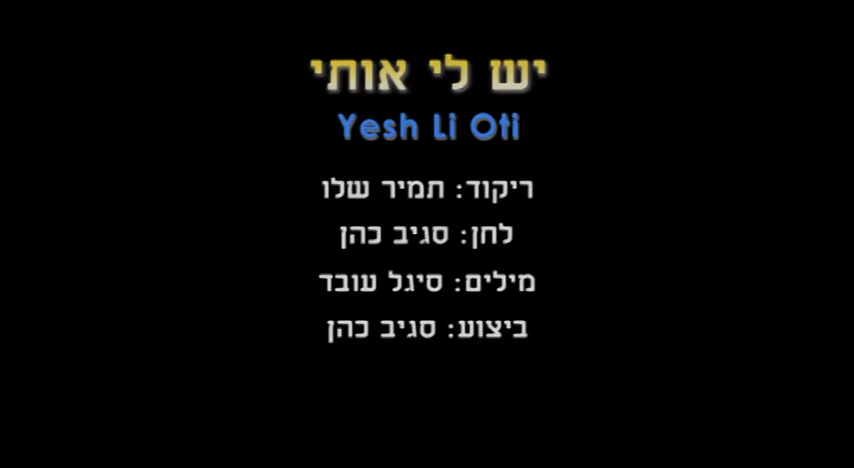 יש לי אותי
Yesh Li Oti
ריקוד: תמיר שלו
לחן: סגיב כהן
מילים: סיגל עובד
ביצוע: סגיב כהן